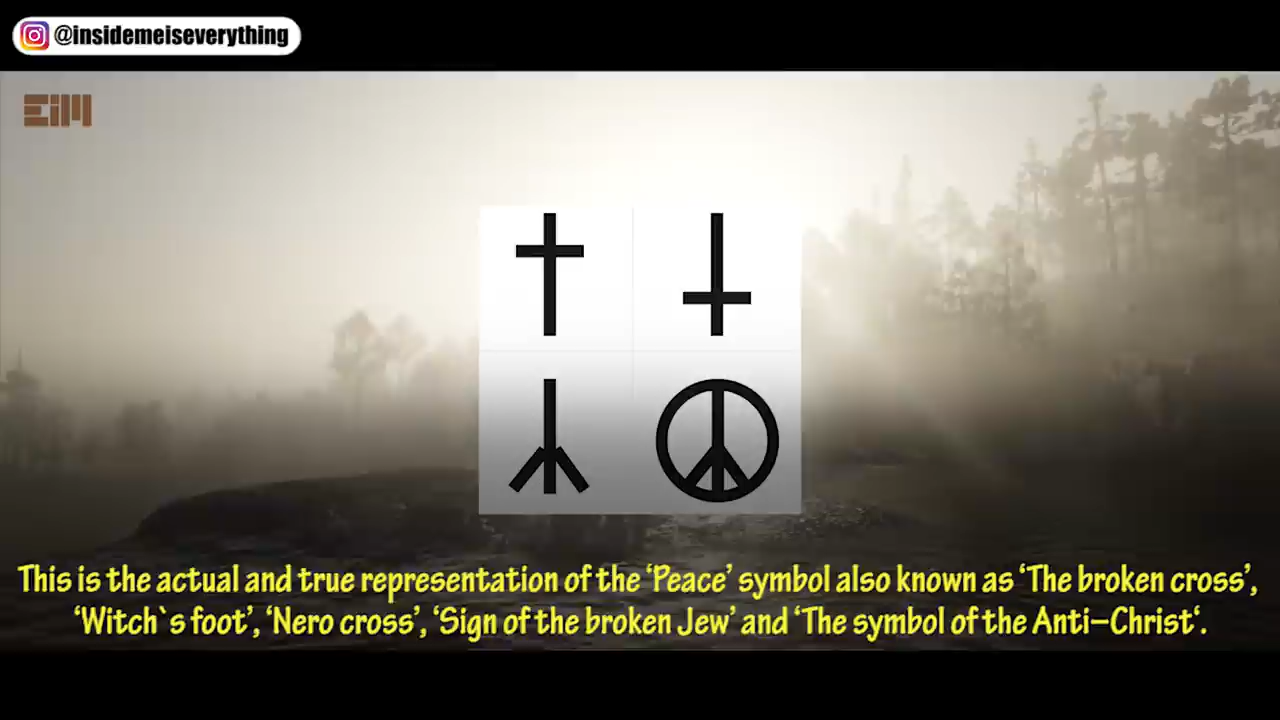 @insidemeiseverything
EiM
This is the actual and true representation of the ‘Peace’ symbol also known as ‘The broken cross’,
‘Witch`s foot’, ‘Nero cross’, ‘Sign of the broken Jew’ and ‘The symbol of the Anti–Christ‘.